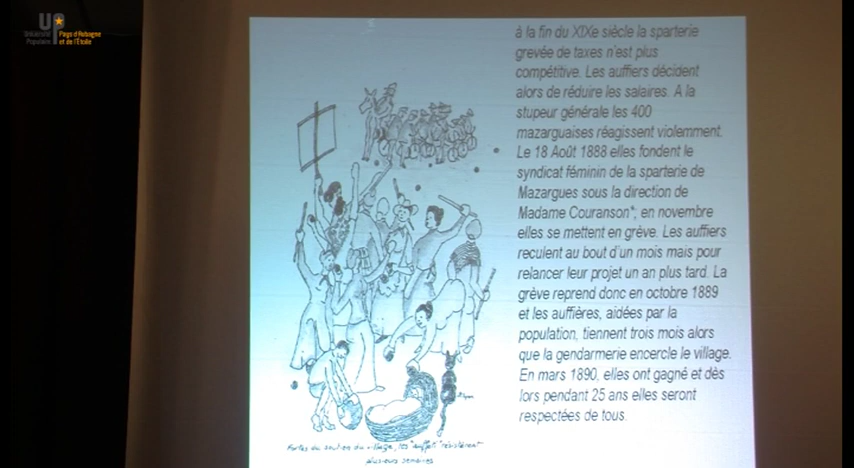 UP
Université
Populaire
Pays d'Aubagne
et de l'Étoile
à la fin du XIXe siècle la sparterie
grevée de taxes n'est plus
compétitive. Les auffiers décident
alors de réduire les salaires. A la
stupeur générale les 400
mazarguaises réagissent violemment.
Le 18 Août 1888 elles fondent le
syndicat féminin de la sparterie de
Mazargues sous la direction de
Madame Couranson*; en novembre
elles se mettent en grève. Les auffiers
reculent au bout d'un mois mais pour
relancer leur projet un an plus tard. La
grève reprend donc en octobre 1889
et les auffières, aidées par la
population, tiennent trois mois alors
que la gendarmerie encercle le village.
En mars 1890, elles ont gagné et dès
lors pendant 25 ans elles seront
respectées de tous.
Fortes du soutien du village, les "auffeti" résistèrent
plusieurs semaines